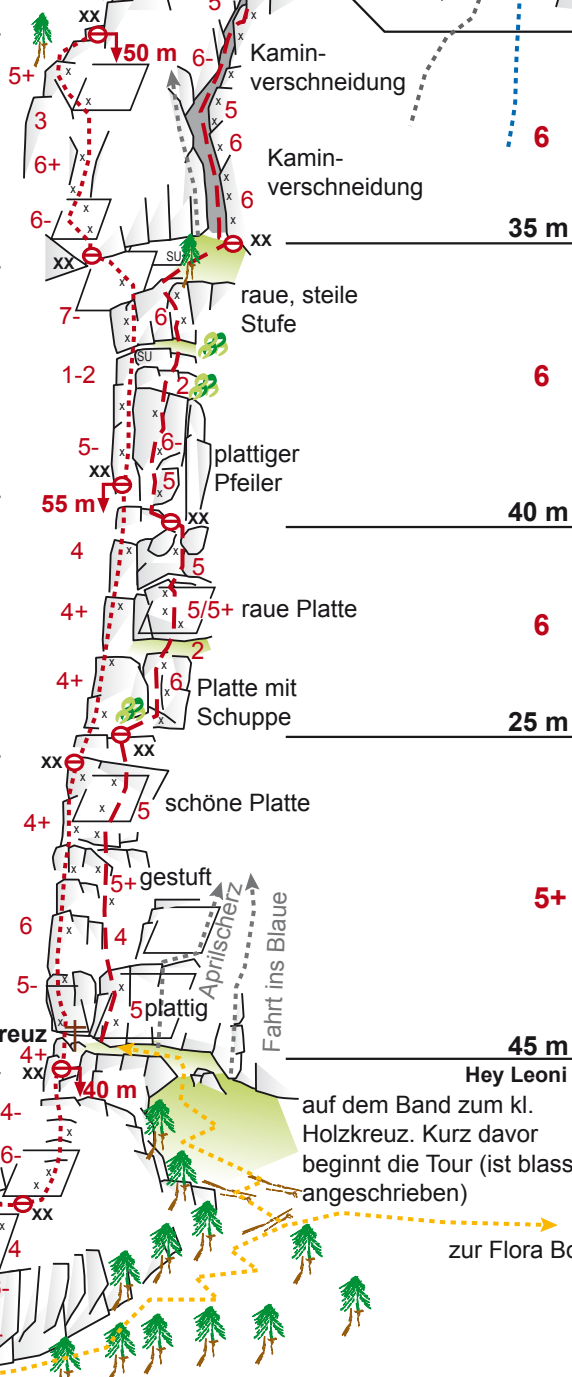 5
xx
50 m
5+
6-
Kamin-
verschneidung
3
5
6
6
6+
Kamin-
verschneidung
6
6-
35 m
xx
xx
SU
raue, steile
Stufe
7-
6
SU
1-2
2
6
5-
6-
plattiger
Pfeiler
xx
5
55 m
xx
40 m
4
5
4+
5/5+ raue Platte
6
2
4+
6
Platte mit
Schuppe
25 m
xx
xx
5
schöne Platte
4+
5+ gestuft
5+
6
4
Aprilscherz
Fahrt ins Blaue
5-
5 plattig
reuz
4+
45 m
xx
Hey Leoni
40 m
4-
auf dem Band zum kl.
Holzkreuz. Kurz davor
beginnt die Tour (ist blass
angeschrieben)
6-
xx
4
zur Flora Bo